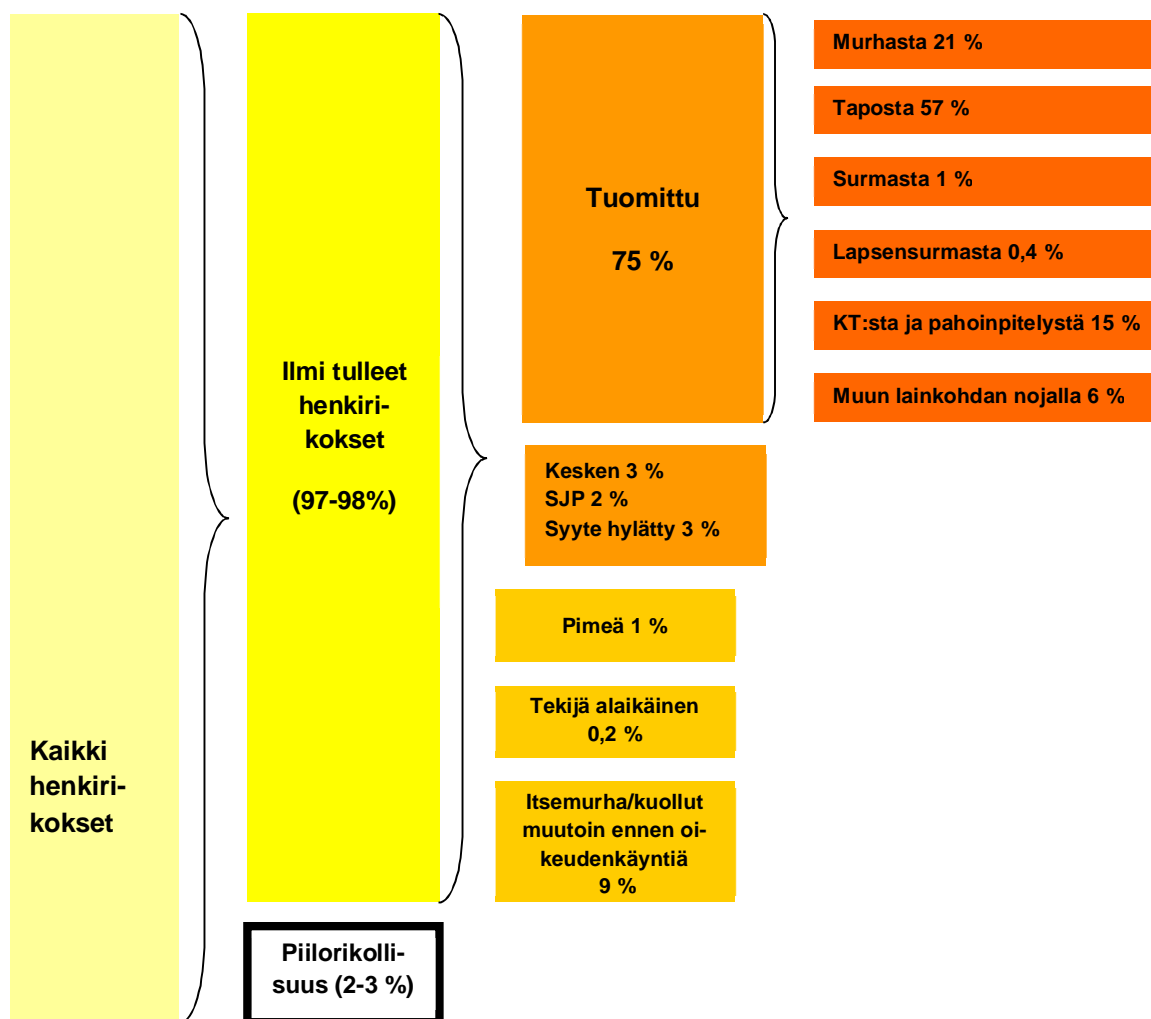 Kaikki
henkiri-
kokset
Ilmi tulleet
henkiri-
kokset
(97-98%)
Piilorikolli-
suus (2-3 %)
Tuomittu
75 %
Kesken 3 %
SJP 2 %
Syyte hylätty 3 %
Pimeä 1 %
Tekijä alaikäinen
0,2 %
Itsemurha/kuollut
muutoin ennen oi-
keudenkäyntiä
9 %
Murhasta 21 %
Taposta 57 %
Surmasta 1 %
Lapsensurmasta 0,4 %
KT:sta ja pahoinpitelystä 15 %
Muun lainkohdan nojalla 6 %